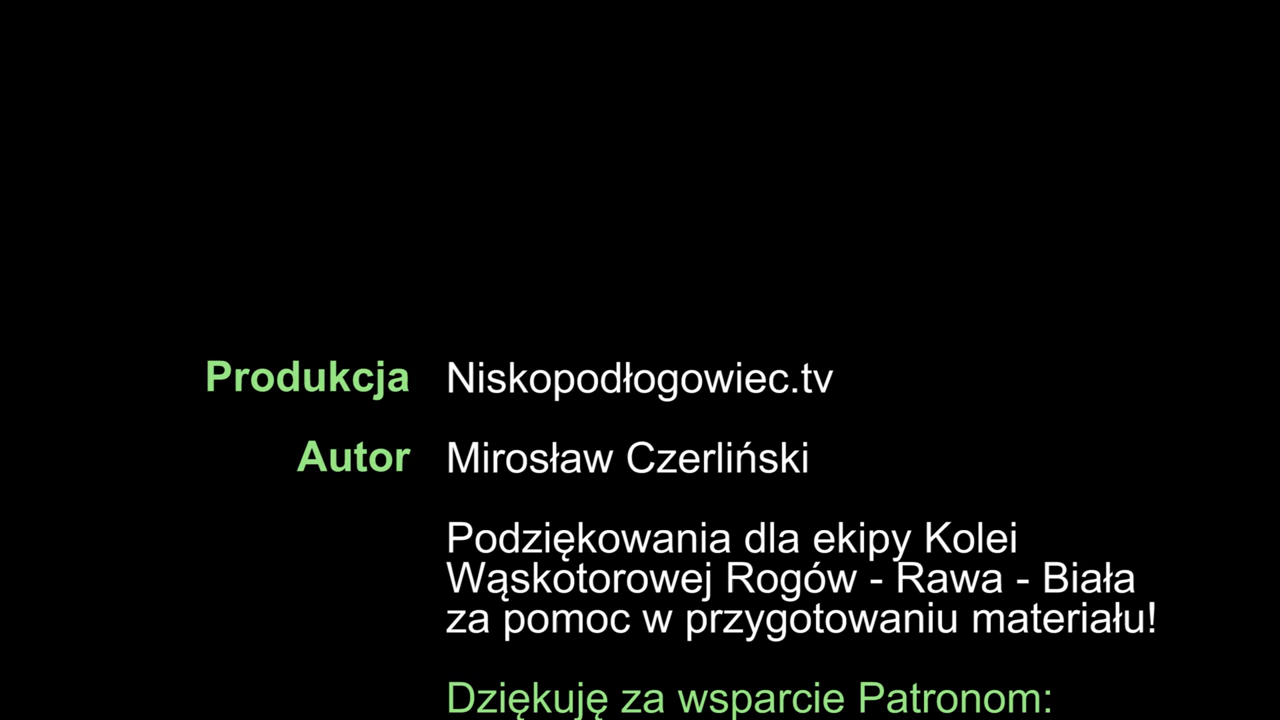 Produkcja Niskopodłogowiec.tv
Autor Mirosław Czerliński
Podziękowania dla ekipy Kolei
Wąskotorowej Rogów - Rawa - Biała
za pomoc w przygotowaniu materiału!
Dziękuję za wsparcie Patronom: